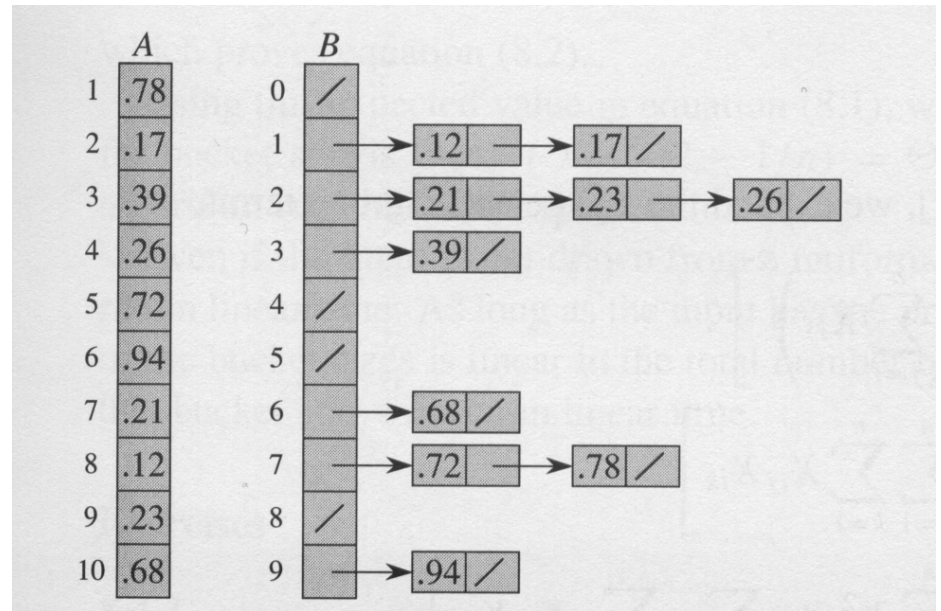 A B
1 .78 0 /
2 .17 1 .12 .17 /
3 .39 2 .21 .23 .26 /
4 .26 3 .39 /
5 .72 4 /
6 .94 5 /
7 .21 6 .68 /
8 .12 7 .72 .78 /
9 .23 8 /
10 .68 9 .94 /